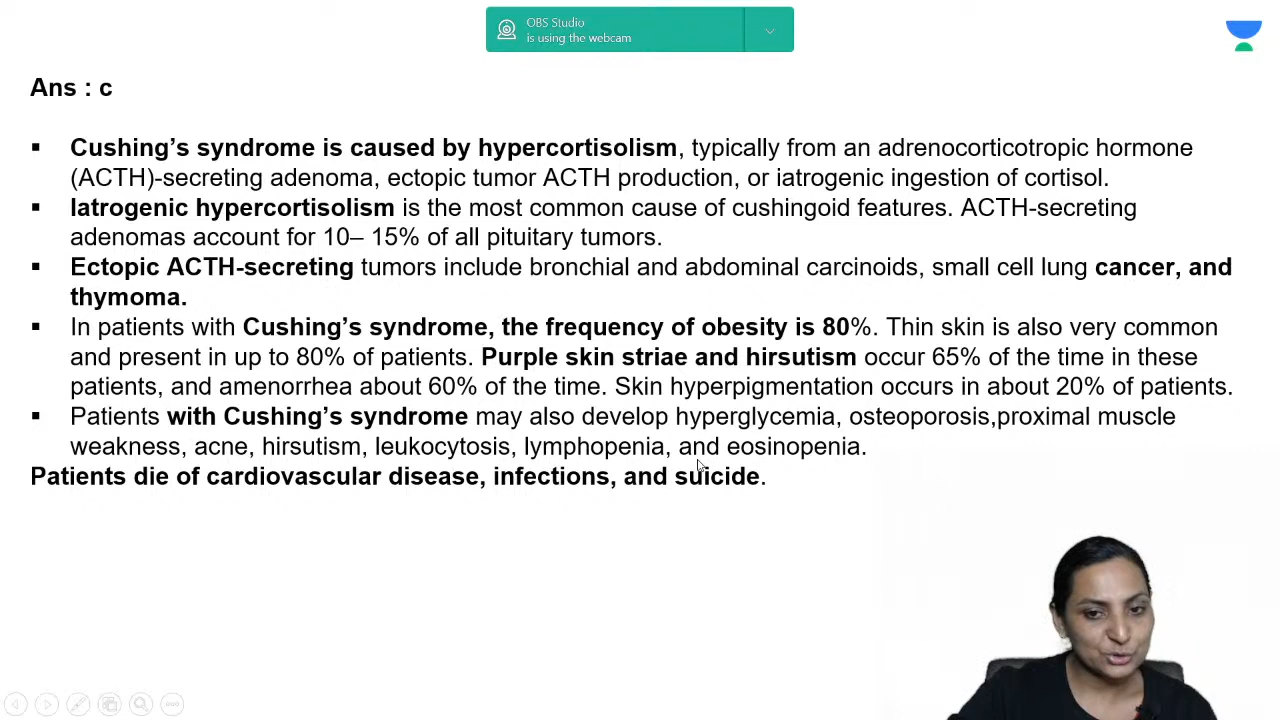 OBS Studio
is using the webcam
Ans : c
▪ Cushing’s syndrome is caused by hypercortisolism, typically from an adrenocorticotropic hormone
(ACTH)-secreting adenoma, ectopic tumor ACTH production, or iatrogenic ingestion of cortisol.
▪ Iatrogenic hypercortisolism is the most common cause of cushingoid features. ACTH-secreting
adenomas account for 10– 15% of all pituitary tumors.
▪ Ectopic ACTH-secreting tumors include bronchial and abdominal carcinoids, small cell lung cancer, and
thymoma.
▪ In patients with Cushing’s syndrome, the frequency of obesity is 80%. Thin skin is also very common
and present in up to 80% of patients. Purple skin striae and hirsutism occur 65% of the time in these
patients, and amenorrhea about 60% of the time. Skin hyperpigmentation occurs in about 20% of patients.
▪ Patients with Cushing’s syndrome may also develop hyperglycemia, osteoporosis,proximal muscle
weakness, acne, hirsutism, leukocytosis, lymphopenia, and eosinopenia.
Patients die of cardiovascular disease, infections, and suicide.